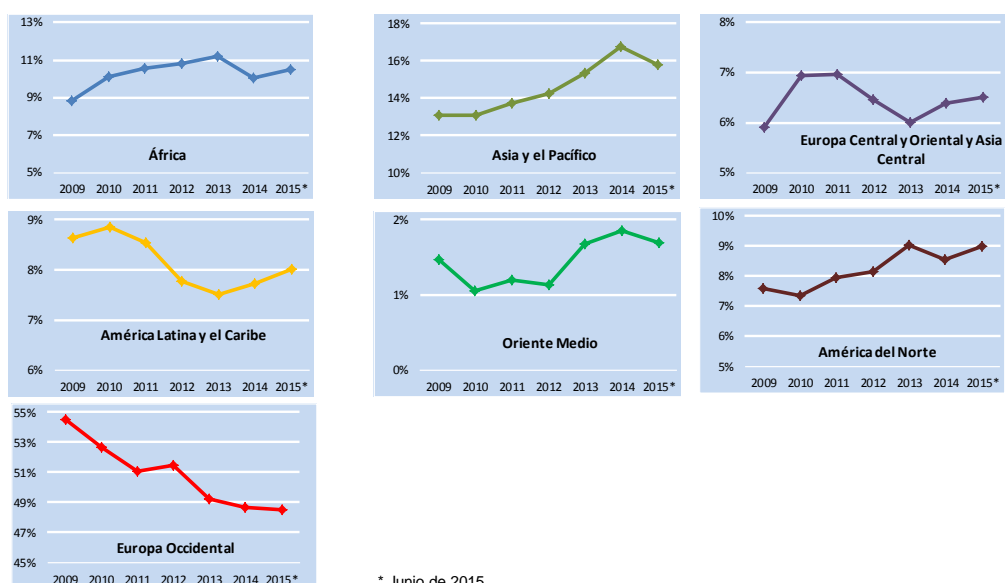 13%
11%
9%
7%
5%
África
2009 2010 2011 2012 2013 2014 2015*
18%
16%
14%
12%
10%
Asia y el Pacífico
2009 2010 2011 2012 2013 2014 2015*
8%
7%
6%
5%
Europa Central y Oriental y Asia
Central
2009 2010 2011 2012 2013 2014 2015*
9%
8%
7%
6%
América Latina y el Caribe
2009 2010 2011 2012 2013 2014 2015*
2%
1%
0%
Oriente Medio
2009 2010 2011 2012 2013 2014 2015*
10%
9%
8%
7%
6%
5%
América del Norte
2009 2010 2011 2012 2013 2014 2015*
55%
53%
51%
49%
47%
45%
Europa Occidental
2009 2010 2011 2012 2013 2014 2015*
* Junio de 2015